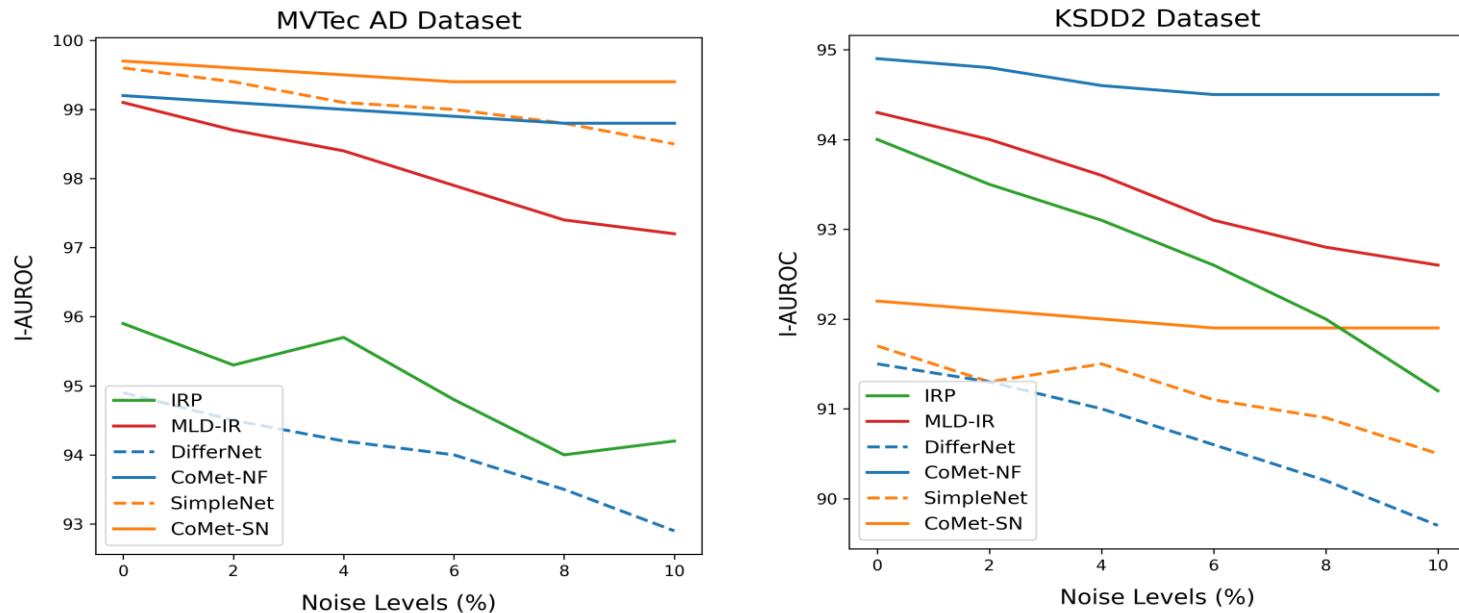 MVTec AD Dataset
100
99
98
97
96
95
94
93
I-AUROC
IRP
MLD-IR
DifferNet
CoMet-NF
SimpleNet
CoMet-SN
0 2 4 6 8 10
Noise Levels (%)
KSDD2 Dataset
95
94
93
92
91
90
I-AUROC
IRP
MLD-IR
DifferNet
CoMet-NF
SimpleNet
CoMet-SN
0 2 4 6 8 10
Noise Levels (%)